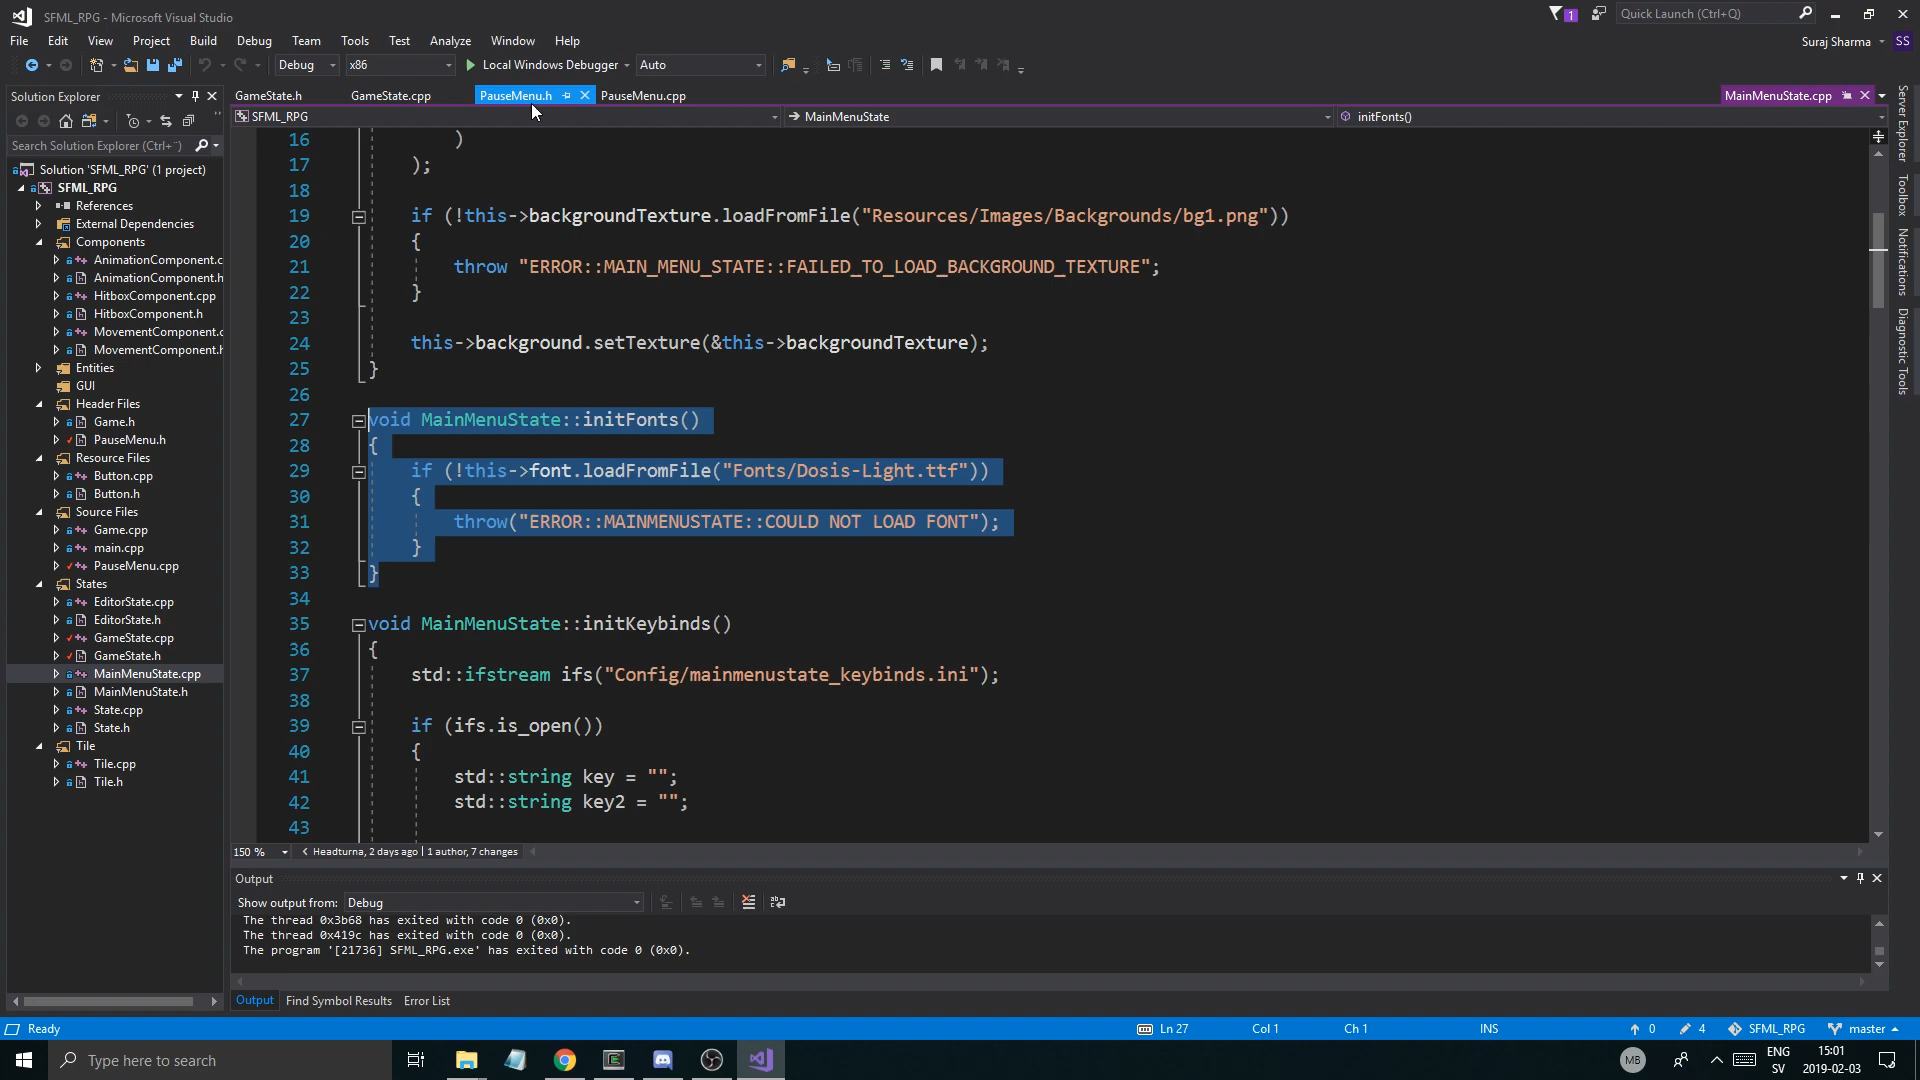 SFML_RPG - Microsoft Visual Studio
1
Quick Launch (Ctrl+Q)
File Edit View Project Build Debug Team Tools Test Analyze Window Help
Suraj Sharma SS
Debug x86 Local Windows Debugger Auto
Solution Explorer
GameState.h GameState.cpp PauseMenu.h PauseMenu.cpp MainMenuState.cpp
SFML_RPG MainMenuState initFonts()
Search Solution Explorer (Ctrl+¨)
Solution 'SFML_RPG' (1 project)
SFML_RPG
References
External Dependencies
Components
AnimationComponent.c
AnimationComponent.h
HitboxComponent.cpp
HitboxComponent.h
MovementComponent.c
MovementComponent.h
Entities
GUI
Header Files
Game.h
PauseMenu.h
Resource Files
Button.cpp
Button.h
Source Files
Game.cpp
main.cpp
PauseMenu.cpp
States
EditorState.cpp
EditorState.h
GameState.cpp
GameState.h
MainMenuState.cpp
MainMenuState.h
State.cpp
State.h
Tile
Tile.cpp
Tile.h
16 )
17 );
18
19 if (!this->backgroundTexture.loadFromFile("Resources/Images/Backgrounds/bg1.png"))
20 {
21 throw "ERROR::MAIN_MENU_STATE::FAILED_TO_LOAD_BACKGROUND_TEXTURE";
22 }
23
24 this->background.setTexture(&this->backgroundTexture);
25 }
26
27 void MainMenuState::initFonts()
28 {
29 if (!this->font.loadFromFile("Fonts/Dosis-Light.ttf"))
30 {
31 throw("ERROR::MAINMENUSTATE::COULD NOT LOAD FONT");
32 }
33 }
34
35 void MainMenuState::initKeybinds()
36 {
37 std::ifstream ifs("Config/mainmenustate_keybinds.ini");
38
39 if (ifs.is_open())
40 {
41 std::string key = "";
42 std::string key2 = "";
43
150 % Headturna, 2 days ago | 1 author, 7 changes
Server Explorer
Toolbox
Notifications
Diagnostic Tools
Output
Show output from: Debug
The thread 0x3b68 has exited with code 0 (0x0).
The thread 0x419c has exited with code 0 (0x0).
The program '[21736] SFML_RPG.exe' has exited with code 0 (0x0).
Output Find Symbol Results Error List
Ready Ln 27 Col 1 Ch 1 INS 0 4 SFML_RPG master
Type here to search
MB
ENG
SV
15:01
2019-02-03